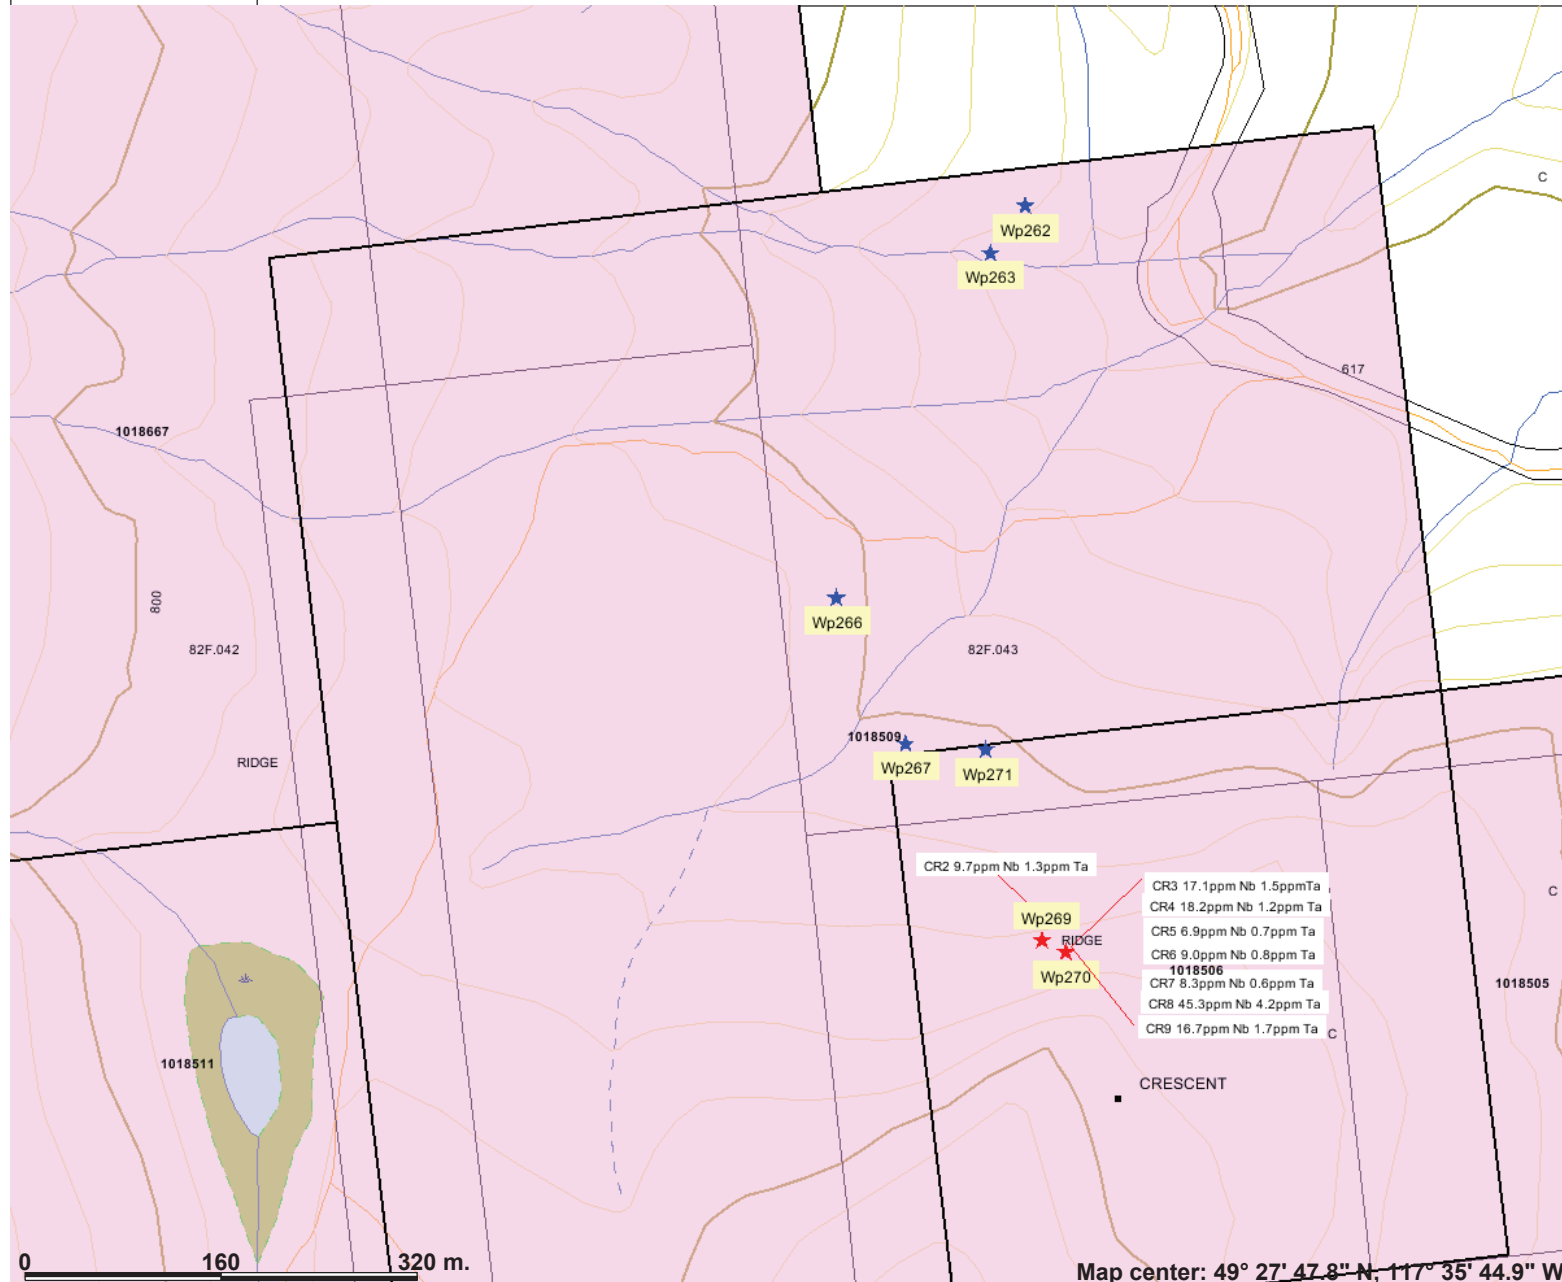 C
Wp262
Wp263
617
1018667
800
Wp266
82F.042
82F.043
1018509
RIDGE
Wp267
Wp271
CR2 9.7ppm Nb 1.3ppm Ta
CR3 17.1ppm Nb 1.5ppmTa
C
CR4 18.2ppm Nb 1.2ppm Ta
Wp269
CR5 6.9ppm Nb 0.7ppm Ta
RIDGE
CR6 9.0ppm Nb 0.8ppm Ta
1018506
Wp270
CR7 8.3ppm Nb 0.6ppm Ta
1018505
CR8 45.3ppm Nb 4.2ppm Ta
CR9 16.7ppm Nb 1.7ppm Ta
C
1018511
CRESCENT
0 160 320 m.
Map center: 49° 27' 47.8" N, 117° 35' 44.9" W